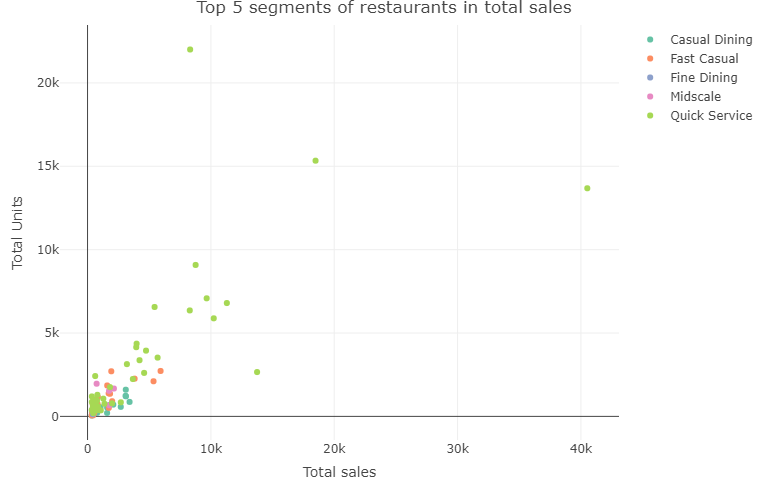 Top 5 segments of restaurants in total sales
Casual Dining
Fast Casual
Fine Dining
Midscale
Quick Service
20k
15k
10k
5k
0
Total Units
0
10k
20k
30k
40k
Total sales